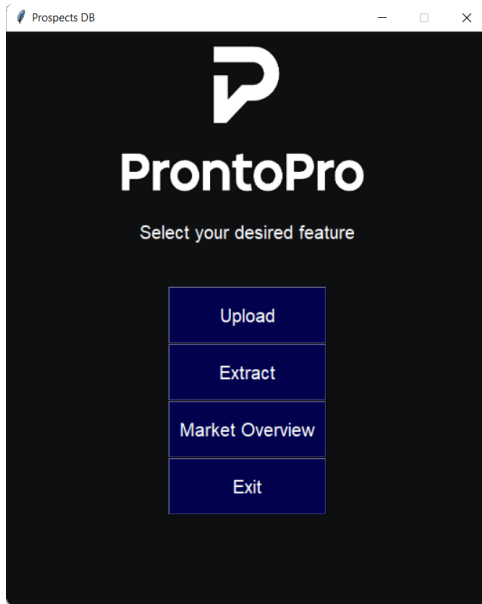 Prospects DB
ProntoPro
Select your desired feature
Upload
Extract
Market Overview
Exit